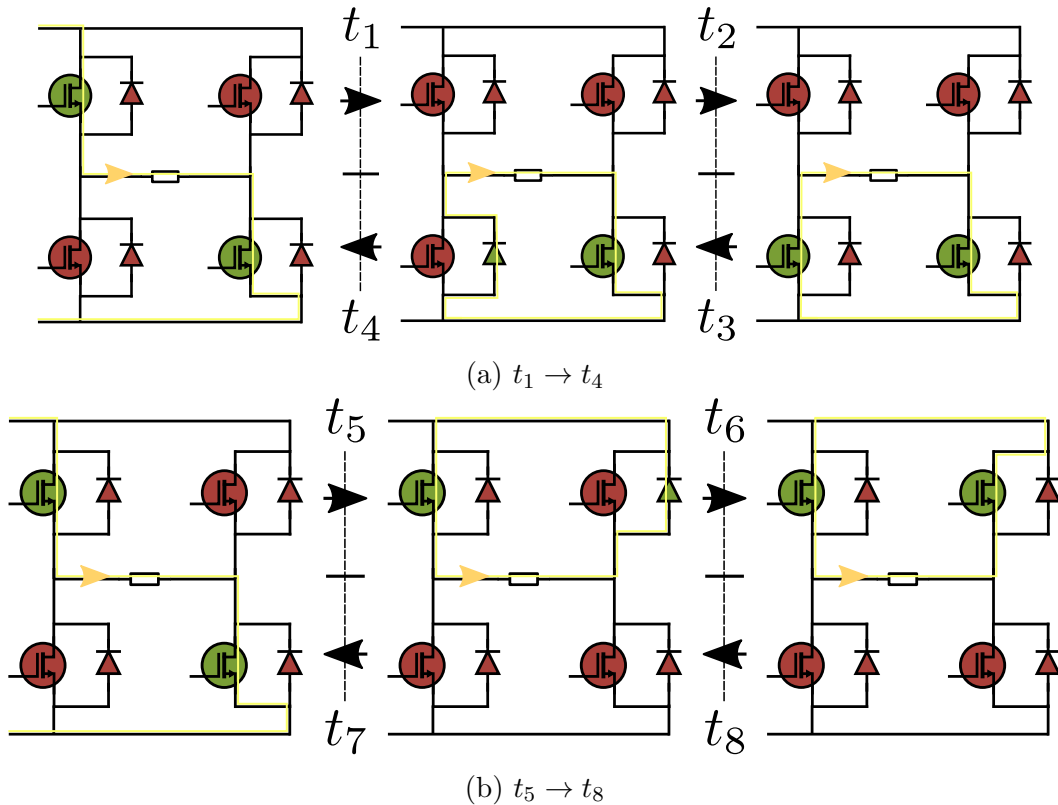 t₁ t₂
t₄ t₃
(a) t₁ → t₄
t₅ t₆
t₇ t₈
(b) t₅ → t₈